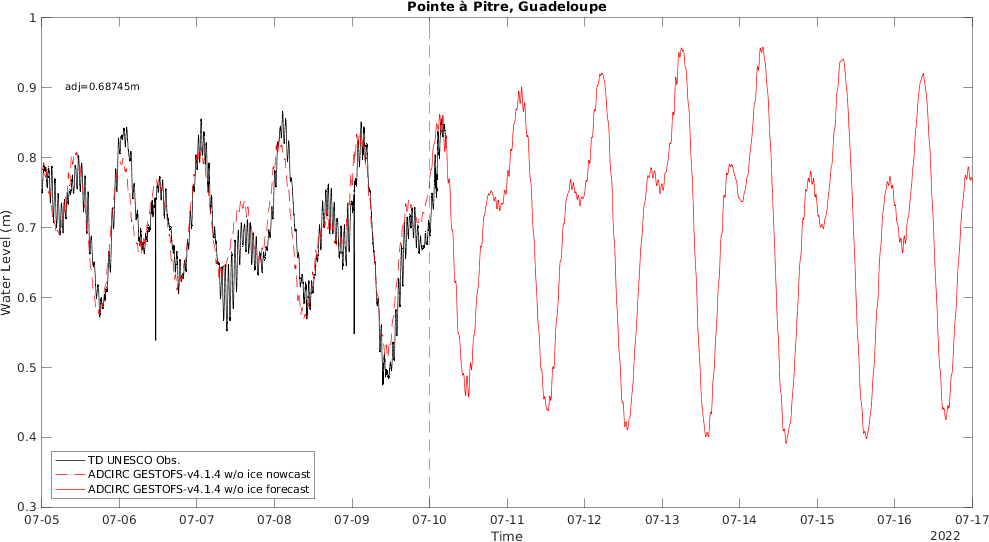 Pointe à Pitre, Guadeloupe
1
0.9
adj=0.68745m
0.8
0.7
Water Level (m)
0.6
0.5
0.4
TD UNESCO Obs.
ADCIRC GESTOFS-v4.1.4 w/o ice nowcast
ADCIRC GESTOFS-v4.1.4 w/o ice forecast
0.3
07-05 07-06 07-07 07-08 07-09 07-10 07-11 07-12 07-13 07-14 07-15 07-16 07-17
Time
2022